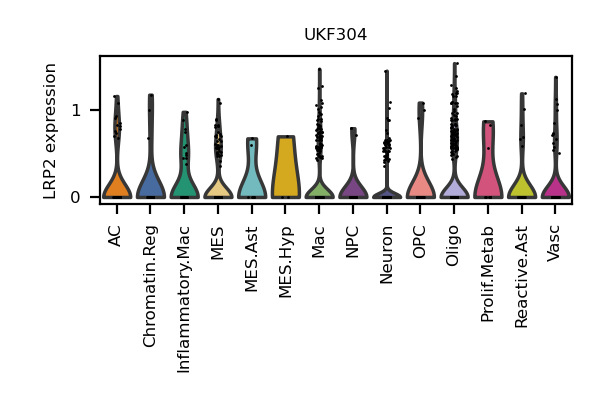 UKF304
LRP2 expression
1
0
AC
Chromatin.Reg
Inflammatory.Mac
MES
MES.Ast
MES.Hyp
Mac
NPC
Neuron
OPC
Oligo
Prolif.Metab
Reactive.Ast
Vasc